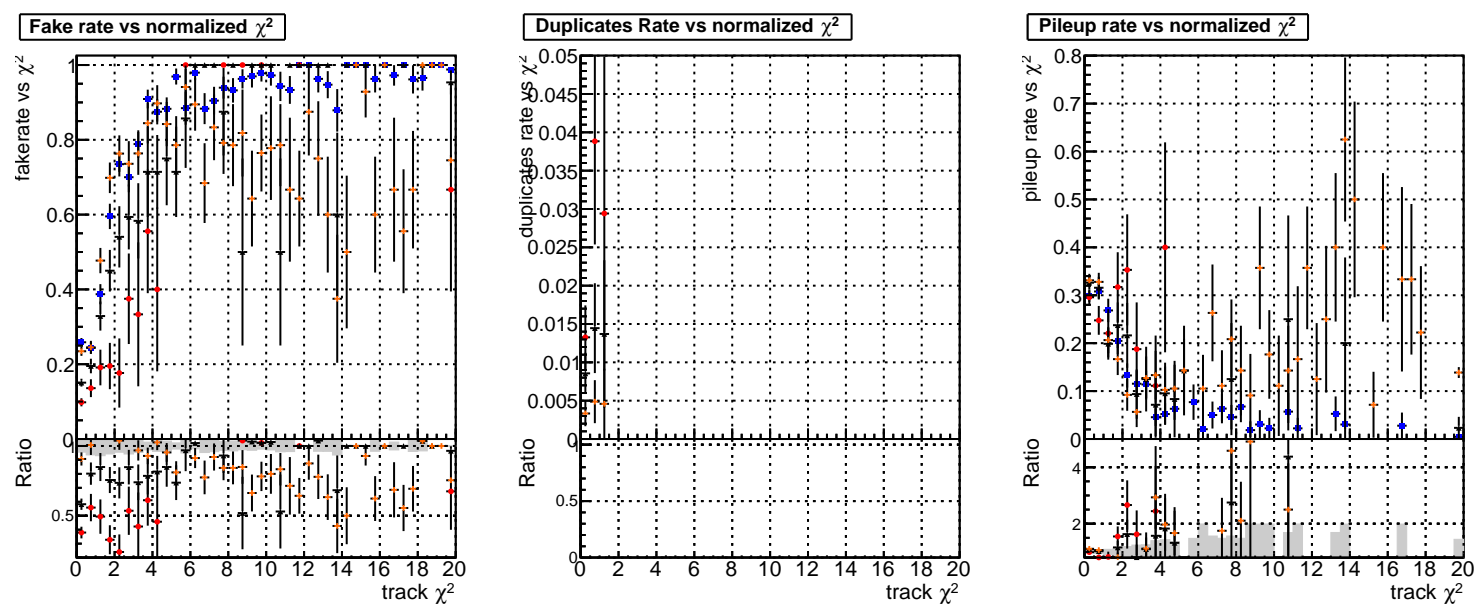 Fake rate vs normalized χ²
fakerate vs χ²
1
0.8
0.6
0.4
0.2
0
Ratio
0.5
0 2 4 6 8 10 12 14 16 18 20
track χ²
Duplicates Rate vs normalized χ²
duplicates rate vs χ²
0.05
0.045
0.04
0.035
0.03
0.025
0.02
0.015
0.01
0.005
0
Ratio
0.5
0
0 2 4 6 8 10 12 14 16 18 20
track χ²
Pileup rate vs normalized χ²
pileup rate vs χ²
0.8
0.7
0.6
0.5
0.4
0.3
0.2
0.1
0
Ratio
4
2
0 2 4 6 8 10 12 14 16 18 20
track χ²